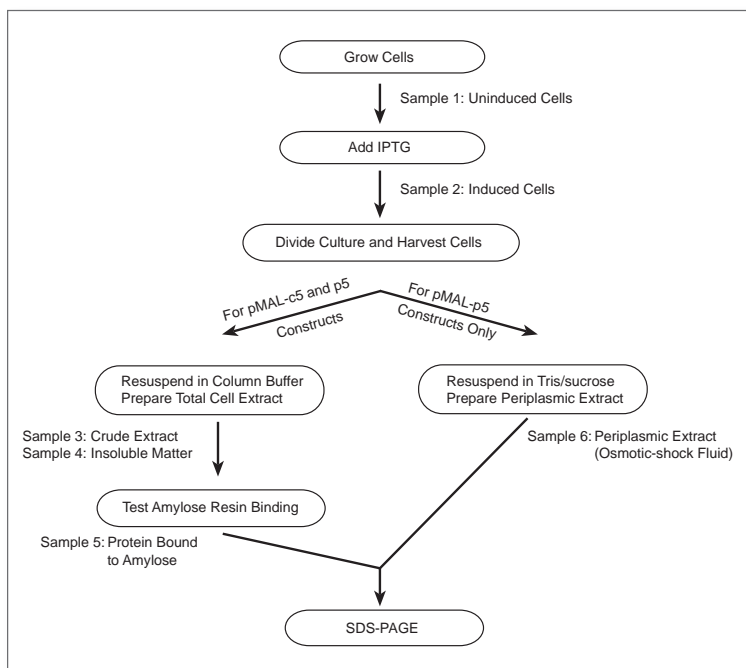 Grow Cells
Sample 1: Uninduced Cells
Add IPTG
Sample 2: Induced Cells
Divide Culture and Harvest Cells
For pMAL-c5 and p5
Constructs
For pMAL-p5
Constructs Only
Resuspend in Column Buffer
Prepare Total Cell Extract
Resuspend in Tris/sucrose
Prepare Periplasmic Extract
Sample 3: Crude Extract
Sample 4: Insoluble Matter
Sample 6: Periplasmic Extract
(Osmotic-shock Fluid)
Test Amylose Resin Binding
Sample 5: Protein Bound
to Amylose
SDS-PAGE